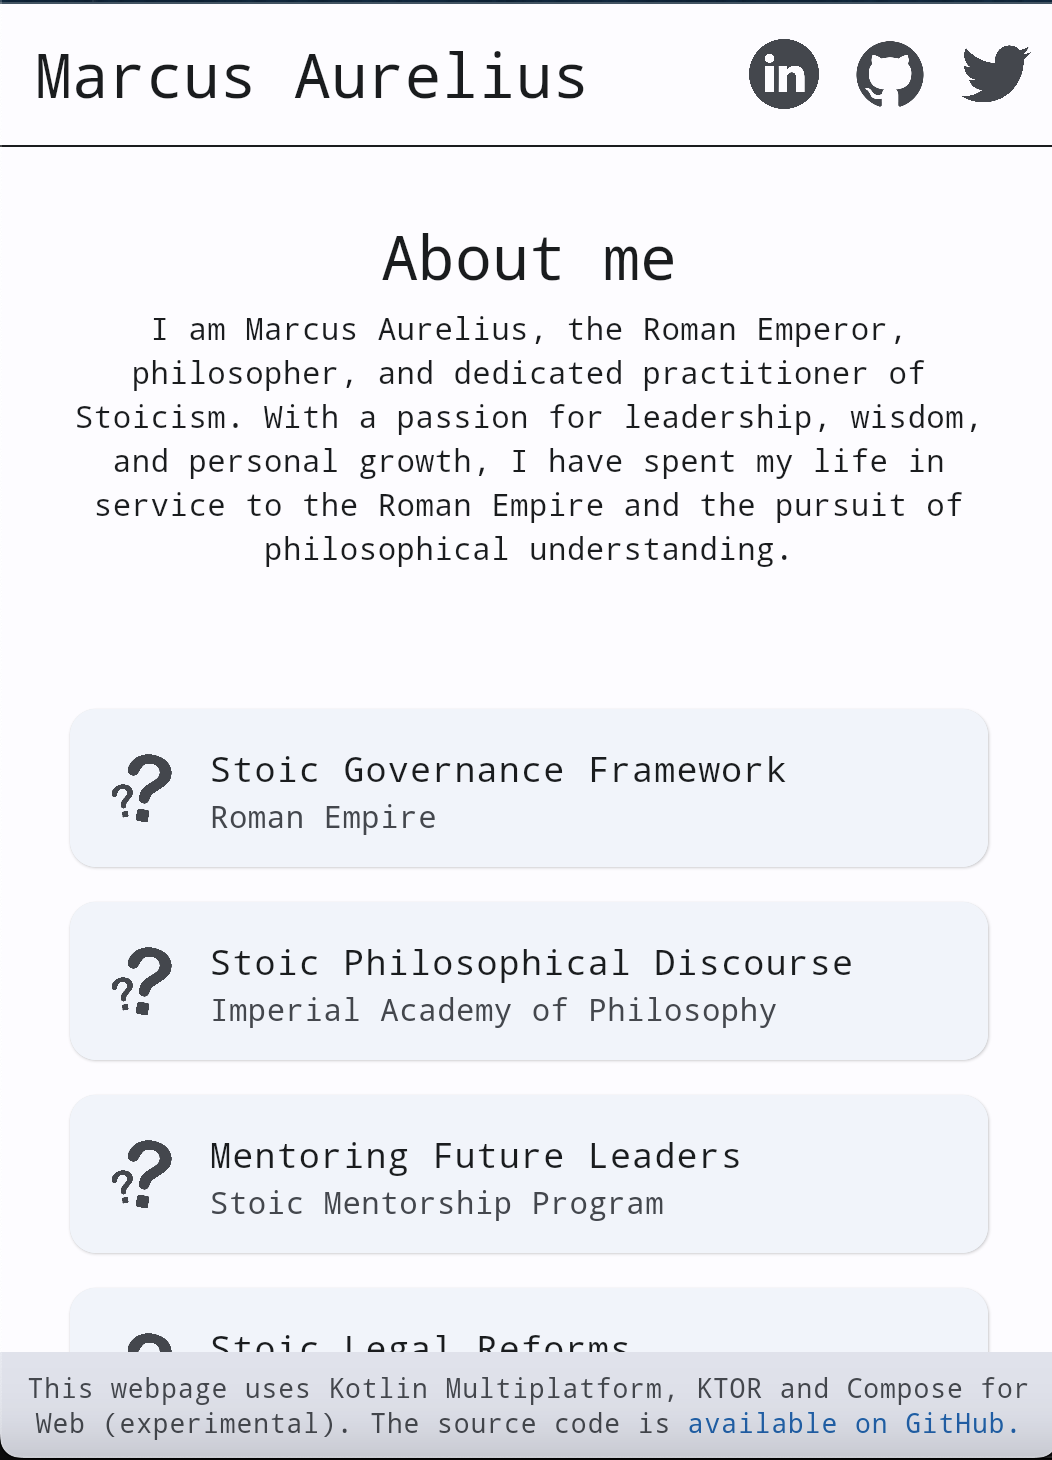 Marcus Aurelius
in
About me
I am Marcus Aurelius, the Roman Emperor,
philosopher, and dedicated practitioner of
Stoicism. With a passion for leadership, wisdom,
and personal growth, I have spent my life in
service to the Roman Empire and the pursuit of
philosophical understanding.
??
Stoic Governance Framework
Roman Empire
??
Stoic Philosophical Discourse
Imperial Academy of Philosophy
??
Mentoring Future Leaders
Stoic Mentorship Program
Stoic Legal Reforms
This webpage uses Kotlin Multiplatform, KTOR and Compose for
Web (experimental). The source code is available on GitHub.